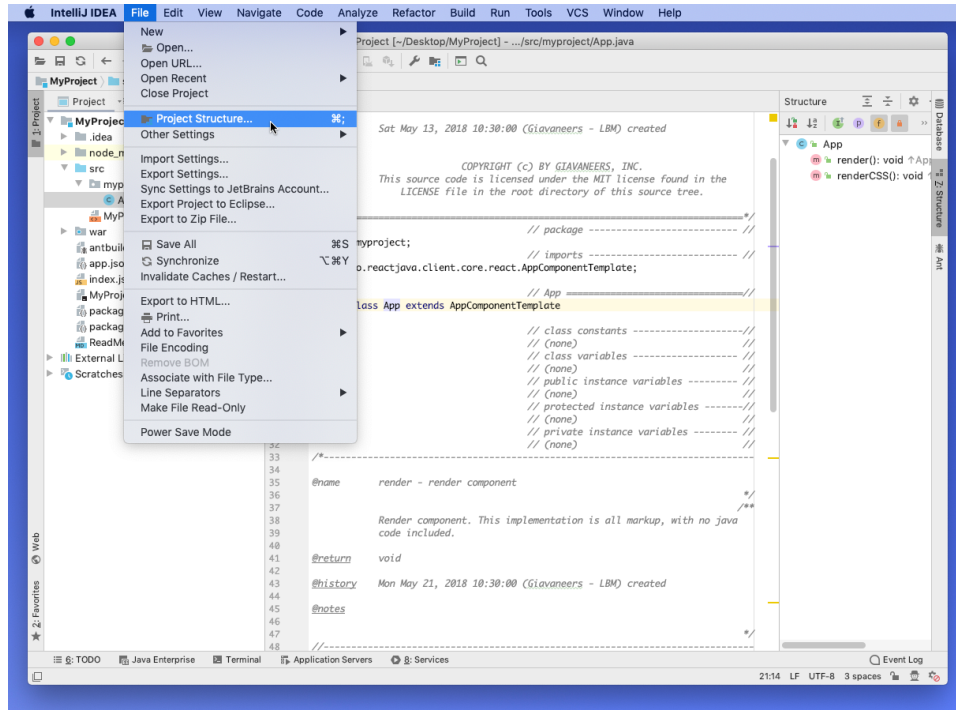 IntelliJ IDEA File Edit View Navigate Code Analyze Refactor Build Run Tools VCS Window Help
Project [~/Desktop/MyProject] - .../src/myproject/App.java
MyProject
New
Open...
Open URL...
Open Recent
Close Project
Project Structure... ⌘;
Other Settings
Import Settings...
Export Settings...
Sync Settings to JetBrains Account...
Export Project to Eclipse...
Export to Zip File...
Save All ⌘S
Synchronize ⌥⌘Y
Invalidate Caches / Restart...
Export to HTML...
Print...
Add to Favorites
File Encoding
Remove BOM
Associate with File Type...
Line Separators
Make File Read-Only
Power Save Mode
1: Project
Project
MyProjec
.idea
node_m
src
myp
A
MyP
war
antbuil
app.jso
index.js
MyProj
packag
packag
ReadMe
External L
Scratches
Web
2: Favorites
Sat May 13, 2018 10:30:00 (Giavaneers - LBM) created
COPYRIGHT (c) BY GIAVANEERS, INC.
This source code is licensed under the MIT license found in the
LICENSE file in the root directory of this source tree.
=*/
// package ------------------------- //
myproject;
// imports ------------------------- //
o.reactjava.client.core.react.AppComponentTemplate;
// App =============================//
lass App extends AppComponentTemplate
// class constants ------------------//
// (none) //
// class variables ----------------- //
// (none) //
// public instance variables -------- //
// (none) //
// protected instance variables -------//
// (none) //
// private instance variables -------- //
32 // (none) //
33 /*------------------------------------------------------------------
34
35 @name render - render component
36 */
37 /**
38 Render component. This implementation is all markup, with no java
39 code included.
40
41 @return void
42
43 @history Mon May 21, 2018 10:30:00 (Giavaneers - LBM) created
44
45 @notes
46
47 */
48 //------------------------------------------------------------------
Structure
App
render(): void ↑App
renderCSS(): void ↑
Database
Z: Structure
Ant
6: TODO Java Enterprise Terminal Application Servers 8: Services Event Log
21:14 LF UTF-8 3 spaces